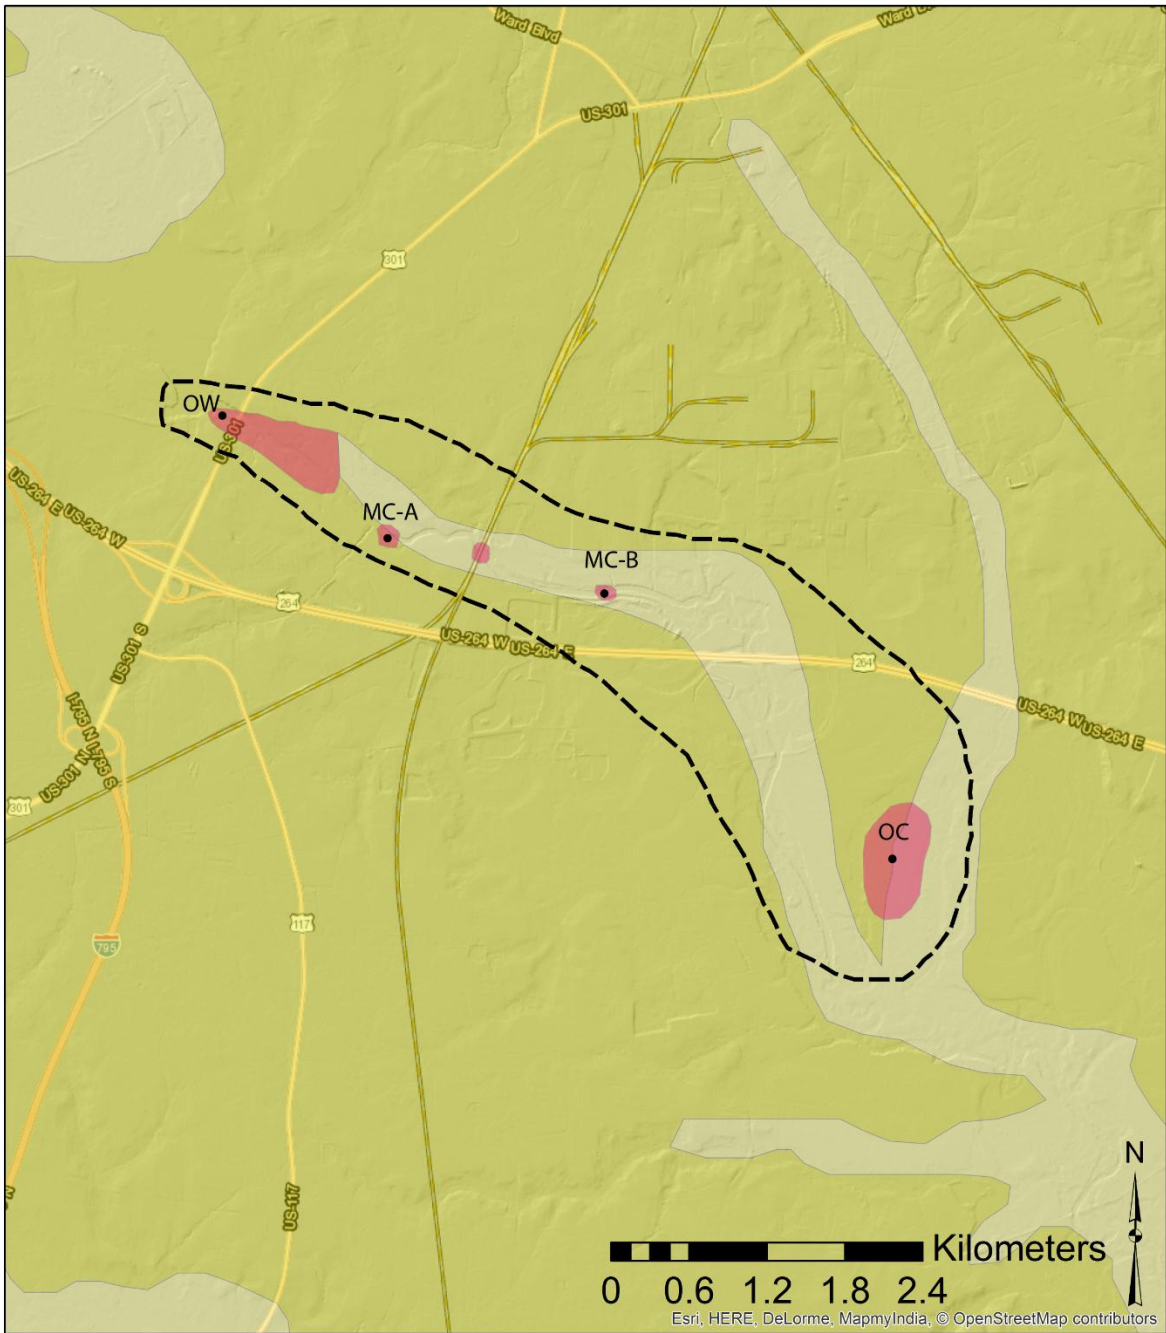 Ward Blvd
US-301
301
OW
US-301
MC-A
MC-B
US-264 E
US-264 W
264
US-264 W
US-264 E
264
US-264 W
US-264 E
US-301 S
I-795 N
I-795 S
US-301 N
301
OC
117
795
US-117
N
Kilometers
0 0.6 1.2 1.8 2.4
Esri, HERE, DeLorme, MapmyIndia, © OpenStreetMap contributors